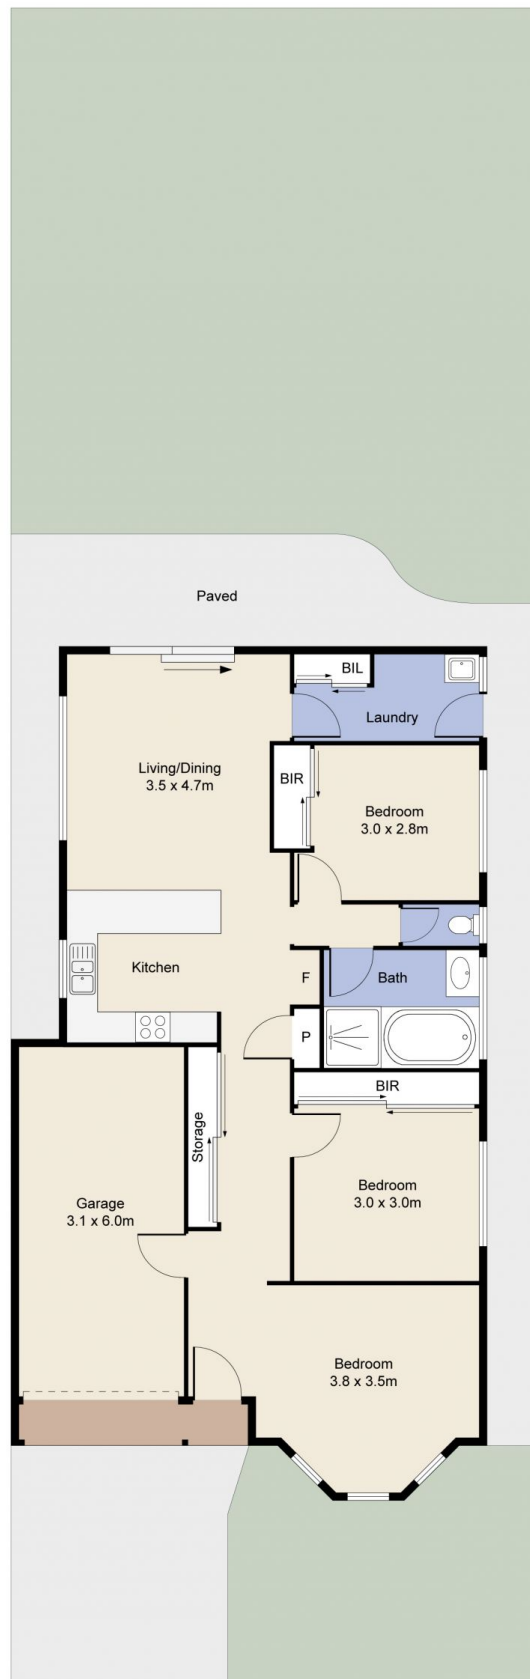 Paved
BIL
Laundry
Living/Dining
3.5 x 4.7m
BIR
Bedroom
3.0 x 2.8m
Kitchen
F
Bath
P
BIR
Storage
Bedroom
3.0 x 3.0m
Garage
3.1 x 6.0m
Bedroom
3.8 x 3.5m